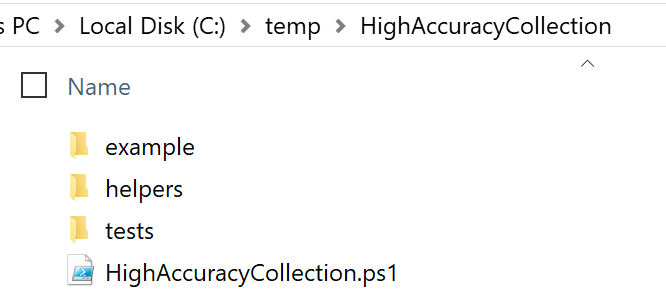 s PC > Local Disk (C:) > temp > HighAccuracyCollection
Name
example
helpers
tests
HighAccuracyCollection.ps1